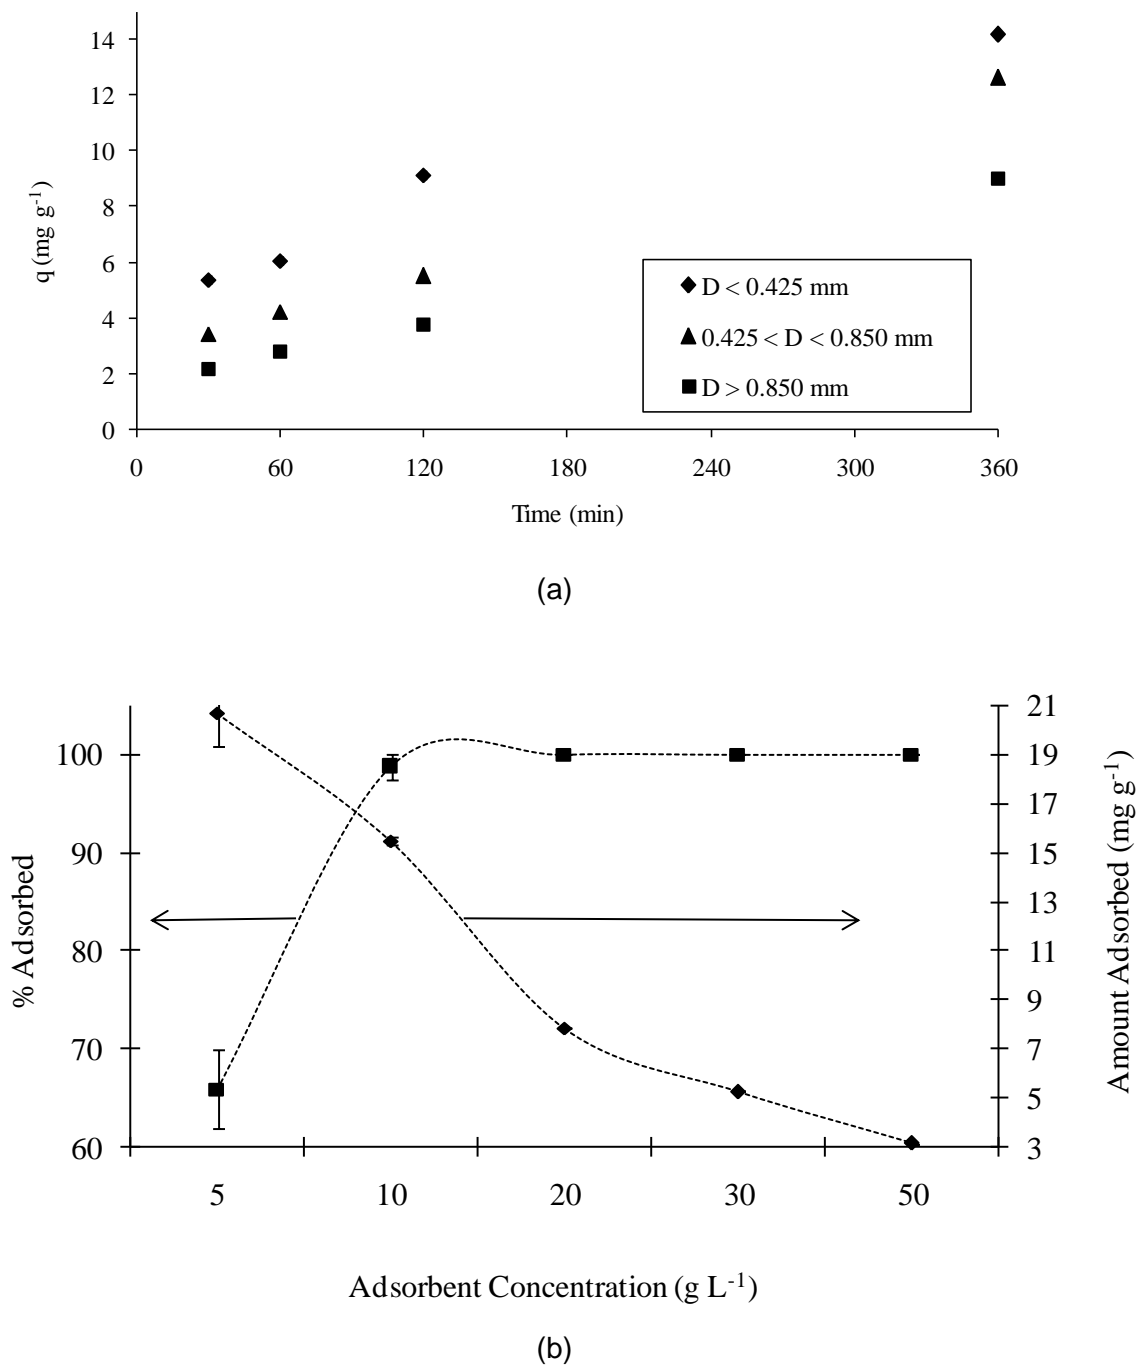 14
12
10
8
6
4
2
0
q (mg g-1)
0 60 120 180 240 300 360
Time (min)
D < 0.425 mm
0.425 < D < 0.850 mm
D > 0.850 mm
(a)
100
90
80
70
60
% Adsorbed
21
19
17
15
13
11
9
7
5
3
Amount Adsorbed (mg g-1)
5 10 20 30 50
Adsorbent Concentration (g L-1)
(b)